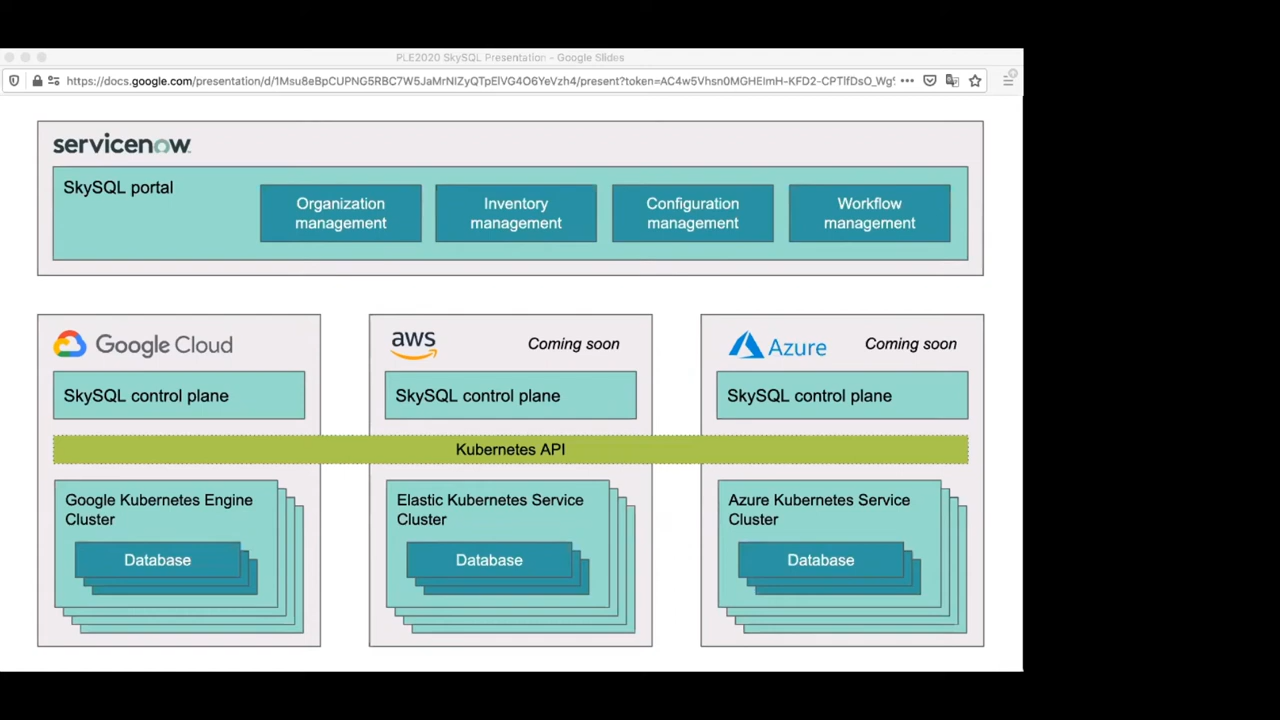 PLE2020 SkySQL Presentation - Google Slides
servicenow
SkySQL portal
Organization
management
Inventory
management
Configuration
management
Workflow
management
Google Cloud
aws
Coming soon
Azure
Coming soon
SkySQL control plane
SkySQL control plane
SkySQL control plane
Kubernetes API
Google Kubernetes Engine
Cluster
Database
Elastic Kubernetes Service
Cluster
Database
Azure Kubernetes Service
Cluster
Database